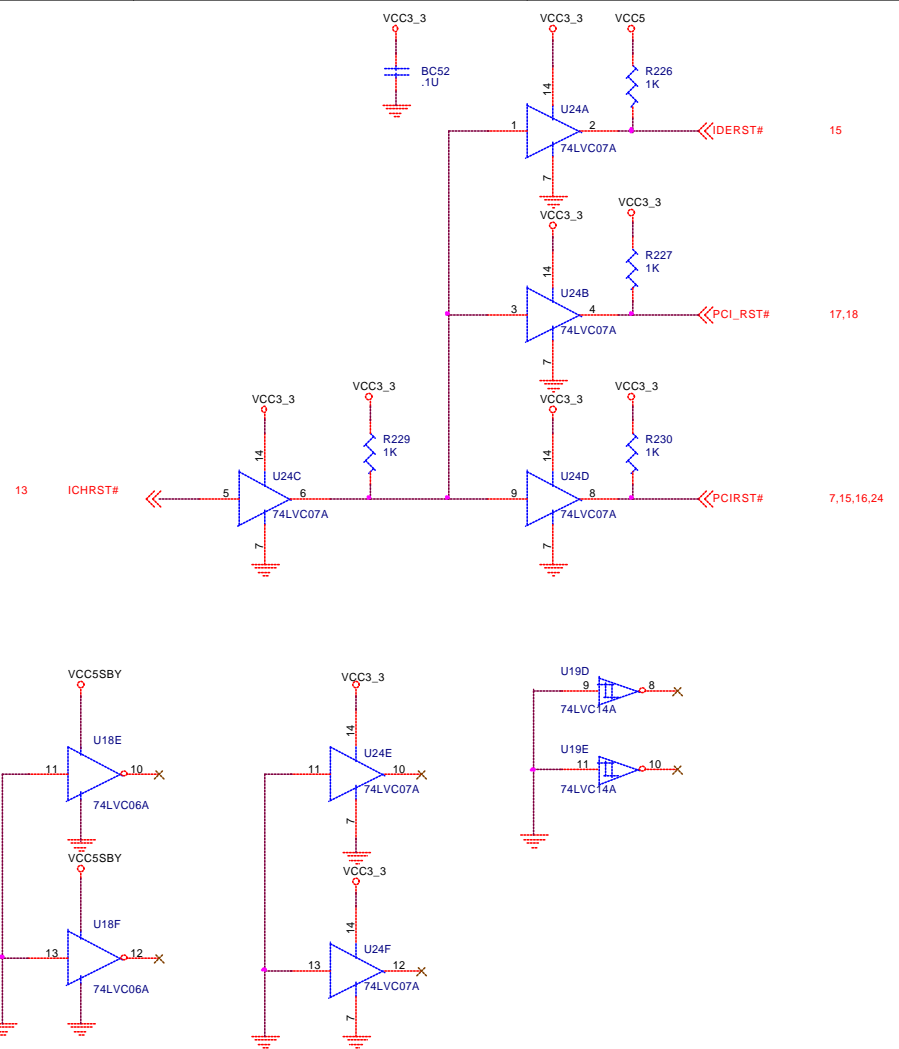 VCC3_3
VCC3_3
VCC5
BC52
.1U
14
U24A
R226
1K
1
2
74LVC07A
7
IDERST#
15
VCC3_3
VCC3_3
14
U24B
R227
1K
3
4
74LVC07A
7
PCI_RST#
17,18
VCC3_3
VCC3_3
VCC3_3
VCC3_3
13
ICHRST#
14
U24C
5
6
74LVC07A
7
R229
1K
14
U24D
9
8
74LVC07A
7
R230
1K
PCIRST#
7,15,16,24
VCC5SBY
U18E
11
10
74LVC06A
VCC3_3
14
U24E
11
10
74LVC07A
7
U19D
9
8
74LVC14A
U19E
11
10
74LVC14A
VCC5SBY
U18F
13
12
74LVC06A
VCC3_3
14
U24F
13
12
74LVC07A
7